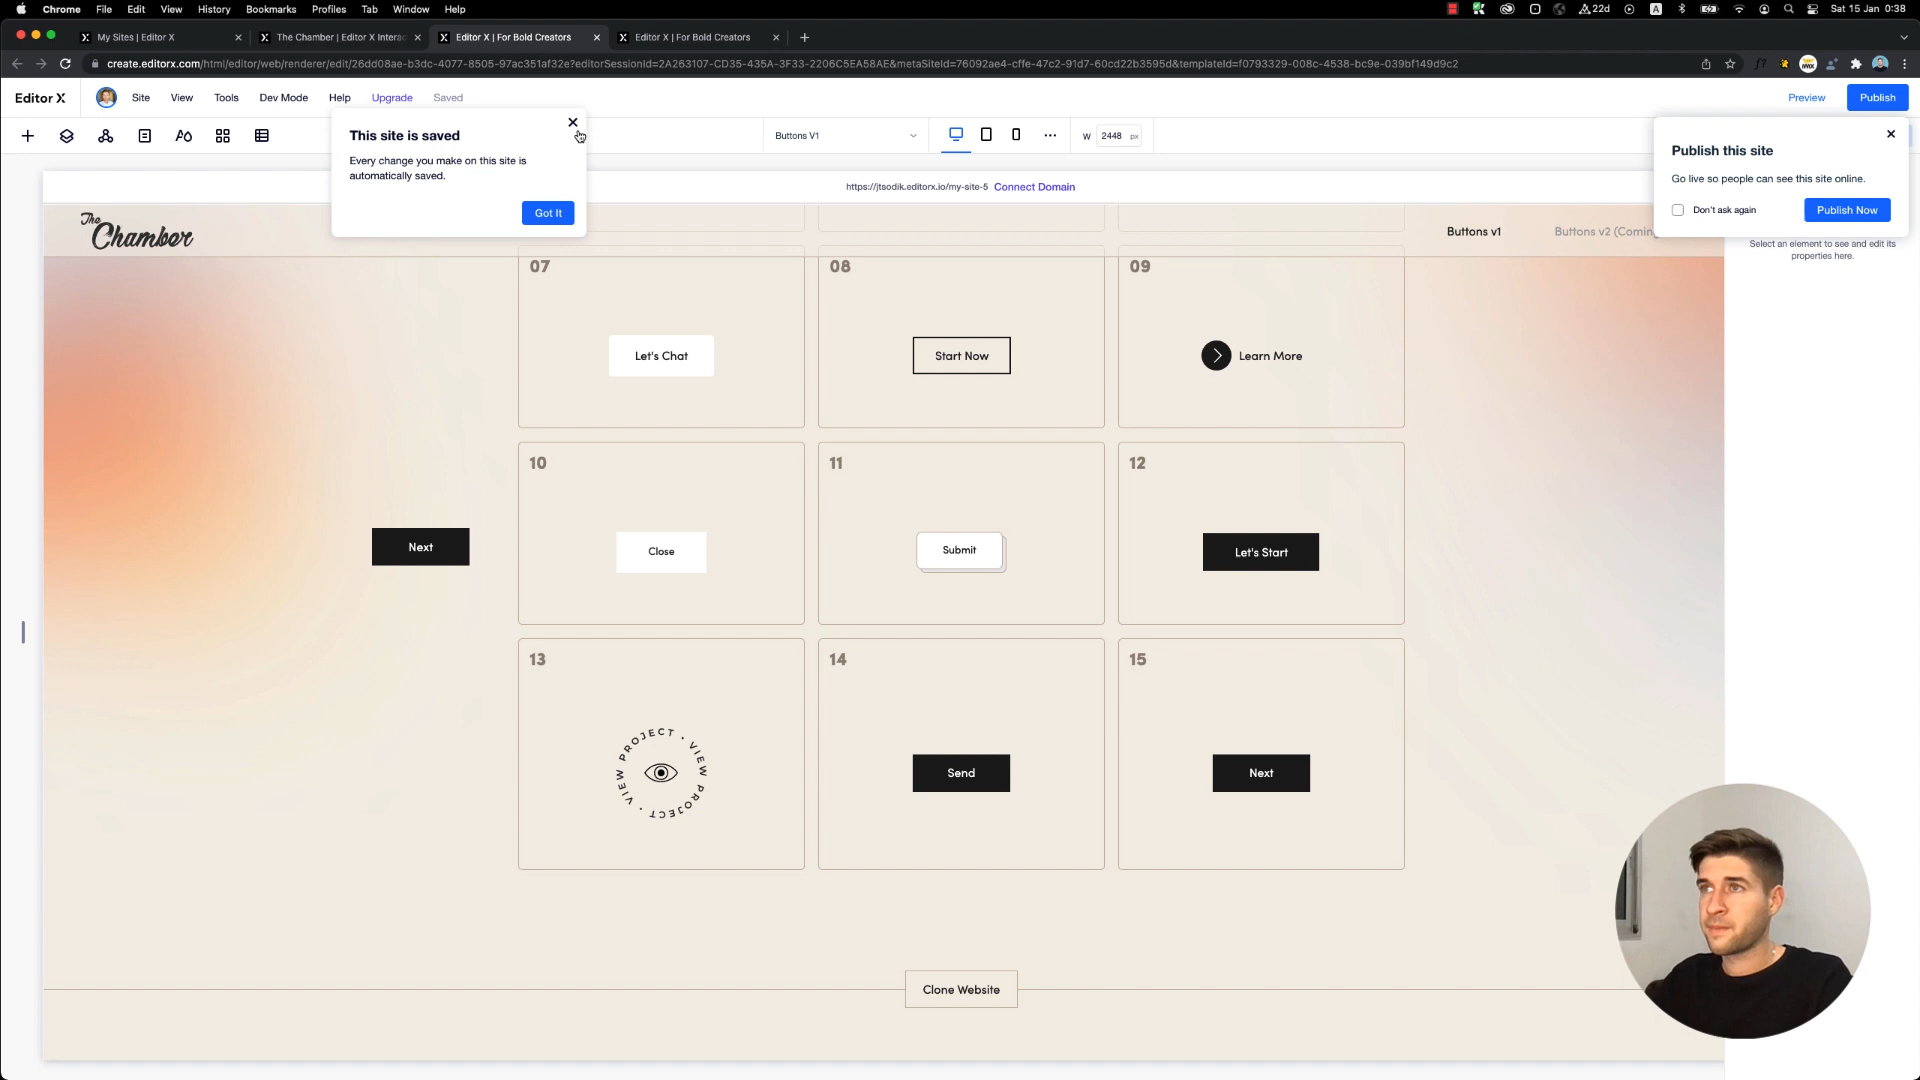 Chrome File Edit View History Bookmarks Profiles Tab Window Help
22d A Sat 15 Jan 0:38
My Sites | Editor X
The Chamber | Editor X Interac
Editor X | For Bold Creators
Editor X | For Bold Creators
create.editorx.com/html/editor/web/renderer/edit/26dd08ae-b3dc-4077-8505-97ac351af32e?editorSessionId=2A263107-CD35-435A-3F33-2206C5EA58AE&metaSiteId=76092ae4-cffe-47c2-91d7-60cd22b3595d&templateId=f0793329-008c-4538-bc9e-039bf149d9c2
Editor X Site View Tools Dev Mode Help Upgrade Saved Preview Publish
Buttons V1
W 2448 px
This site is saved
Every change you make on this site is
automatically saved.
Got It
Publish this site
Go live so people can see this site online.
Don't ask again
Publish Now
Select an element to see and edit its
properties here.
https://jtsodik.editorx.io/my-site-5 Connect Domain
The
Chamber
Buttons v1 Buttons v2 (Coming
07 08 09
Let's Chat Start Now Learn More
10 11 12
Next Close Submit Let's Start
13 14 15
VIEW PROJECT • VIEW PROJECT •
Send Next
Clone Website